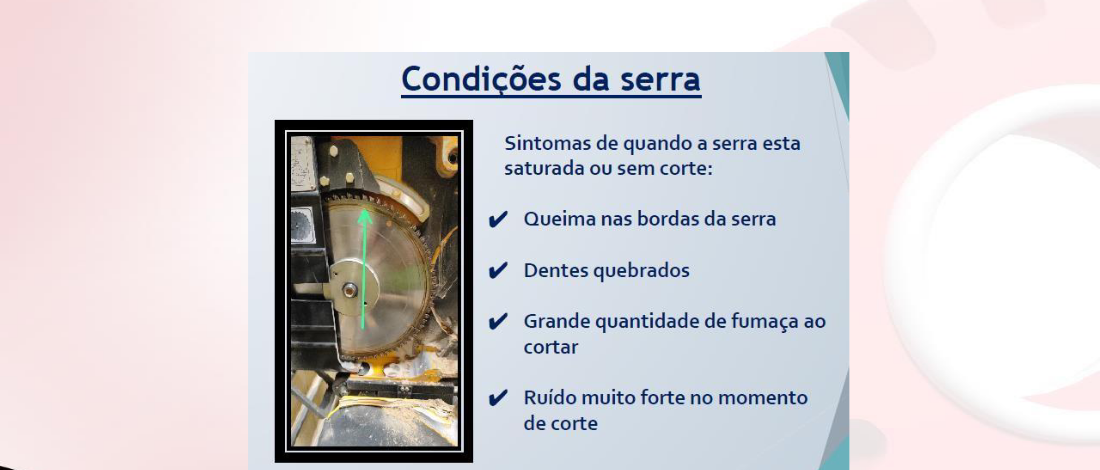 Condições da serra
Sintomas de quando a serra esta
saturada ou sem corte:
✔ Queima nas bordas da serra
✔ Dentes quebrados
✔ Grande quantidade de fumaça ao
cortar
✔ Ruído muito forte no momento
de corte